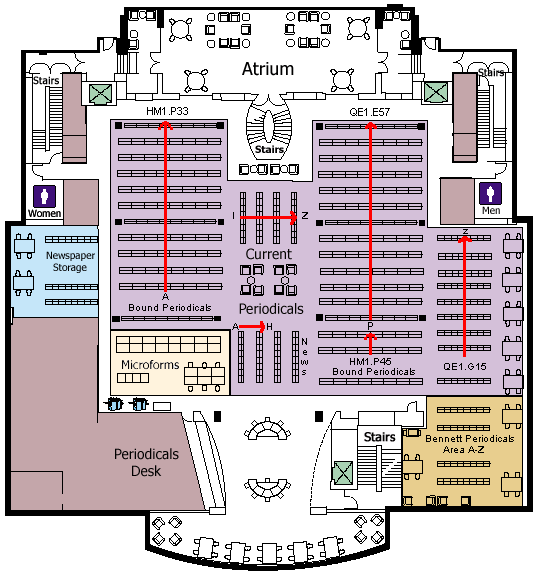 Atrium
Stairs
Stairs
HM1.P33
QE1.E57
Stairs
Women
Men
I
Z
Z
Newspaper
Storage
Current
Periodicals
A
Bound Periodicals
A
H
News
P
HM1.P45
Bound Periodicals
QE1.G15
Microforms
Periodicals
Desk
Stairs
Bennett Periodicals
Area A-Z